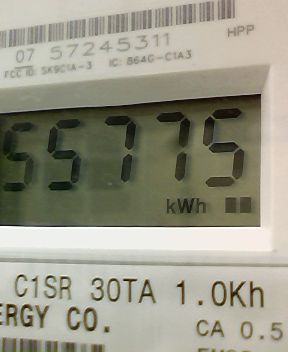 07 57245311
HPP
FCC ID: SK9C1A-3 IC: 864G-C1A3
55775
kWh
C1SR 30TA 1.0Kh
ERGY CO.
CA 0.5